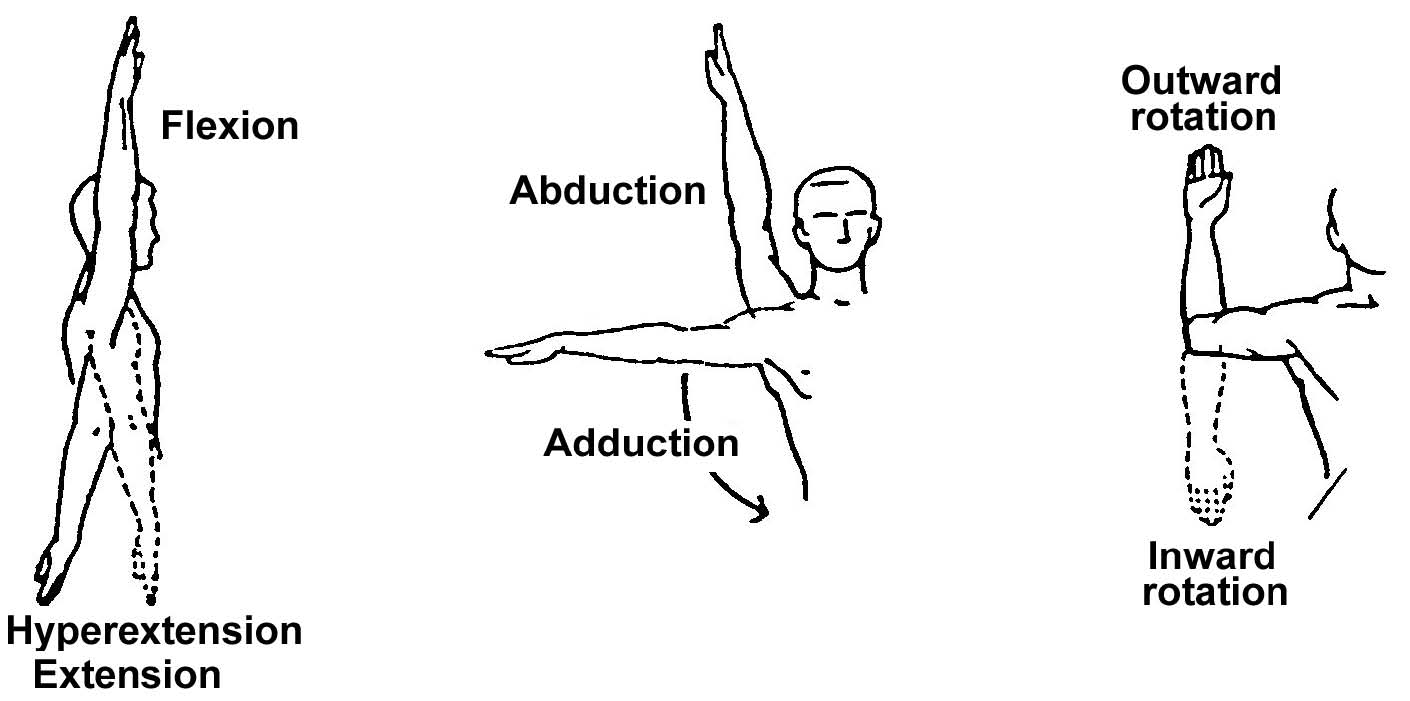 Flexion
Hyperextension
Extension
Abduction
Adduction
Outward
rotation
Inward
rotation